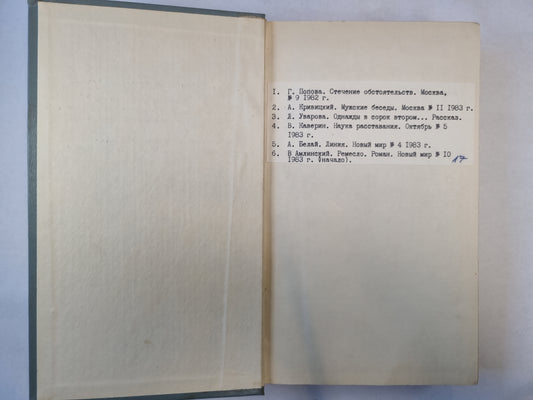 1. Г. Попова. Стечение обстоятельств. Москва,
№ 9 1982 г.
2. А. Кривицкий. Мужские беседы. Москва № II 1983 г.
3. Л. Уварова. Однажды в сорок втором... Рассказ.
4. В. Каверин. Наука расставания. Октябрь № 5
1983 г.
5. А. Белай. Линия. Новый мир № 4 1983 г.
6. В Амлинский. Ремесло. Роман. Новый мир № IO
1983 г. (начало).
17